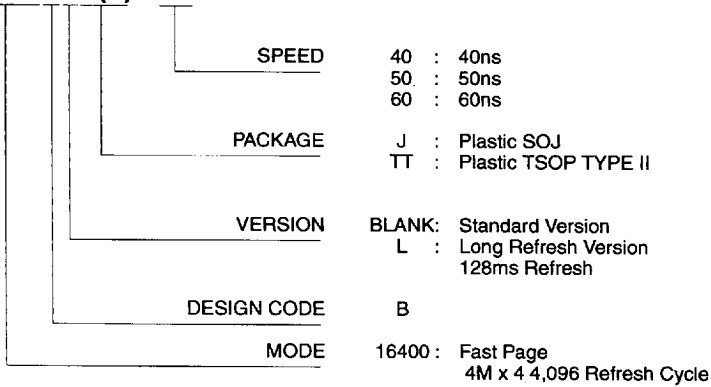 SPEED 40 : 40ns
50 : 50ns
60 : 60ns
PACKAGE J : Plastic SOJ
TT : Plastic TSOP TYPE II
VERSION BLANK: Standard Version
L : Long Refresh Version
128ms Refresh
DESIGN CODE B
MODE 16400 : Fast Page
4M x 4 4,096 Refresh Cycle